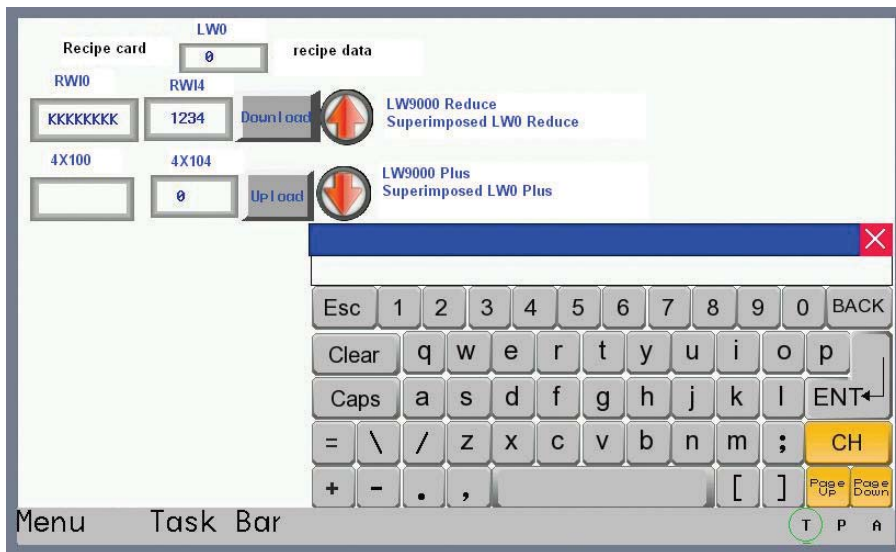 LW0
Recipe card 0 recipe data
RWI0 RWI4
KKKKKKKK 1234 Download LW9000 Reduce
Superimposed LW0 Reduce
4X100 4X104
0 Upload LW9000 Plus
Superimposed LW0 Plus
Esc 1 2 3 4 5 6 7 8 9 0 BACK
Clear q w e r t y u i o p
Caps a s d f g h j k l ENT
= \ / z x c v b n m ; CH
+ - . , [ ] Page Up Page Down
Menu Task Bar T P A